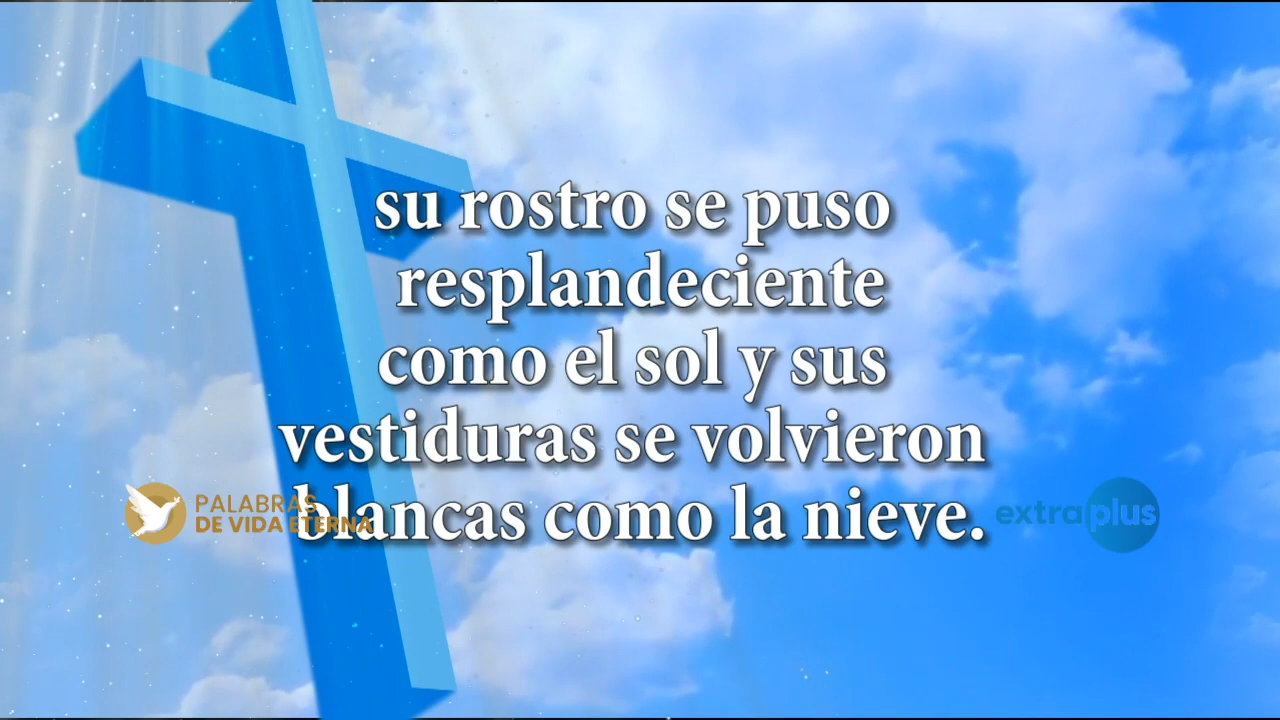 su rostro se puso
resplandeciente
como el sol y sus
vestiduras se volvieron
blancas como la nieve.
PALABRAS
DE VIDA ETERNA
extraplus